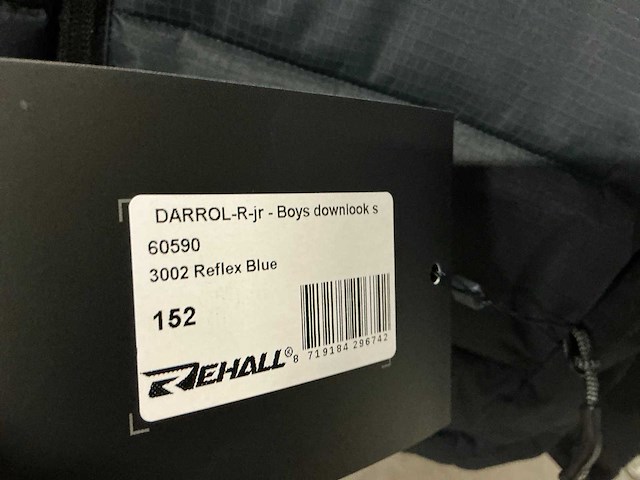 DARROL-R-jr - Boys downlook s
60590
3002 Reflex Blue
152
REHALL®
8 719184 296742